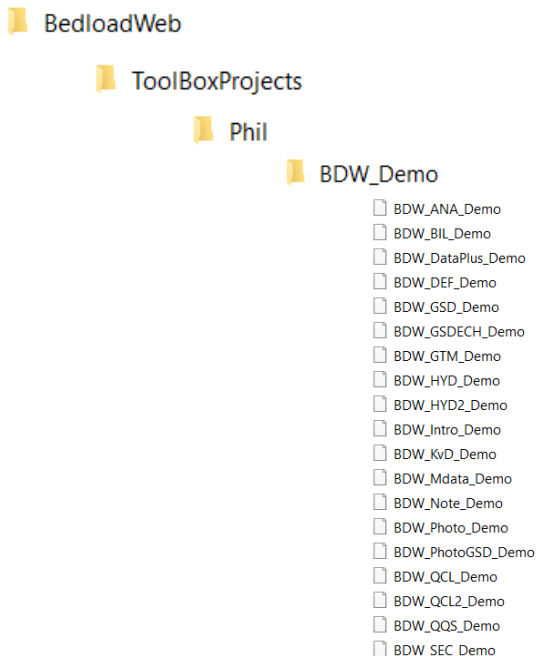 BedloadWeb
ToolBoxProjects
Phil
BDW_Demo
BDW_ANA_Demo
BDW_BIL_Demo
BDW_DataPlus_Demo
BDW_DEF_Demo
BDW_GSD_Demo
BDW_GSDECH_Demo
BDW_GTM_Demo
BDW_HYD_Demo
BDW_HYD2_Demo
BDW_Intro_Demo
BDW_KvD_Demo
BDW_Mdata_Demo
BDW_Note_Demo
BDW_Photo_Demo
BDW_PhotoGSD_Demo
BDW_QCL_Demo
BDW_QCL2_Demo
BDW_QQS_Demo
BDW_SEC_Demo